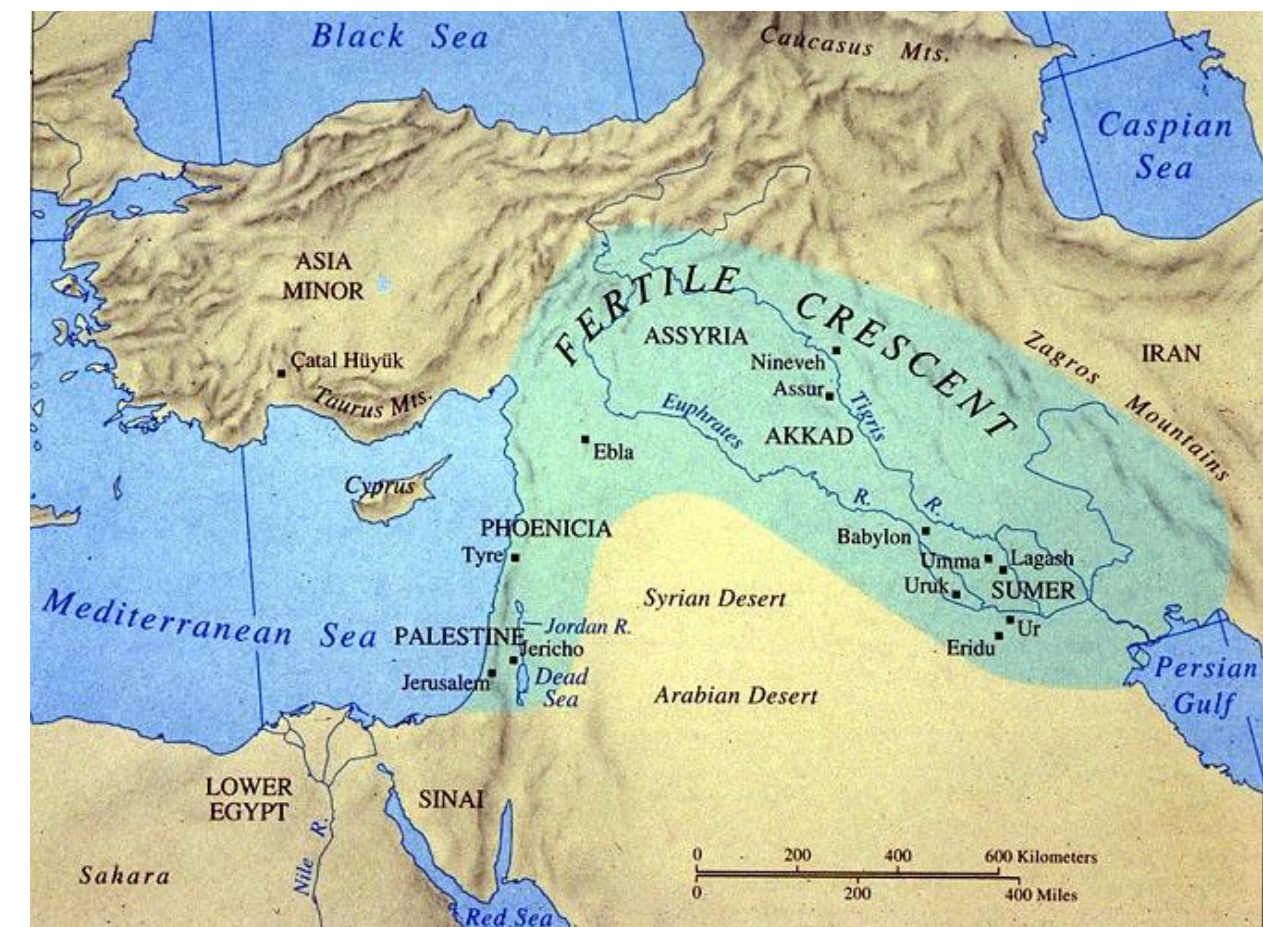 Black Sea
Caucasus Mts.
Caspian
Sea
ASIA
MINOR
FERTILE CRESCENT
ASSYRIA
Nineveh
Zagros Mountains
IRAN
Çatal Hüyük
Taurus Mts.
Assur
Tigris R.
Euphrates R.
AKKAD
Ebla
Cyprus
PHOENICIA
Tyre
Babylon
Umma
Lagash
Uruk
SUMER
Syrian Desert
Mediterranean Sea
PALESTINE
Jordan R.
Jericho
Ur
Eridu
Jerusalem
Dead
Sea
Arabian Desert
Persian
Gulf
LOWER
EGYPT
SINAI
Nile R.
Sahara
Red Sea
0 200 400 600 Kilometers
0 200 400 Miles